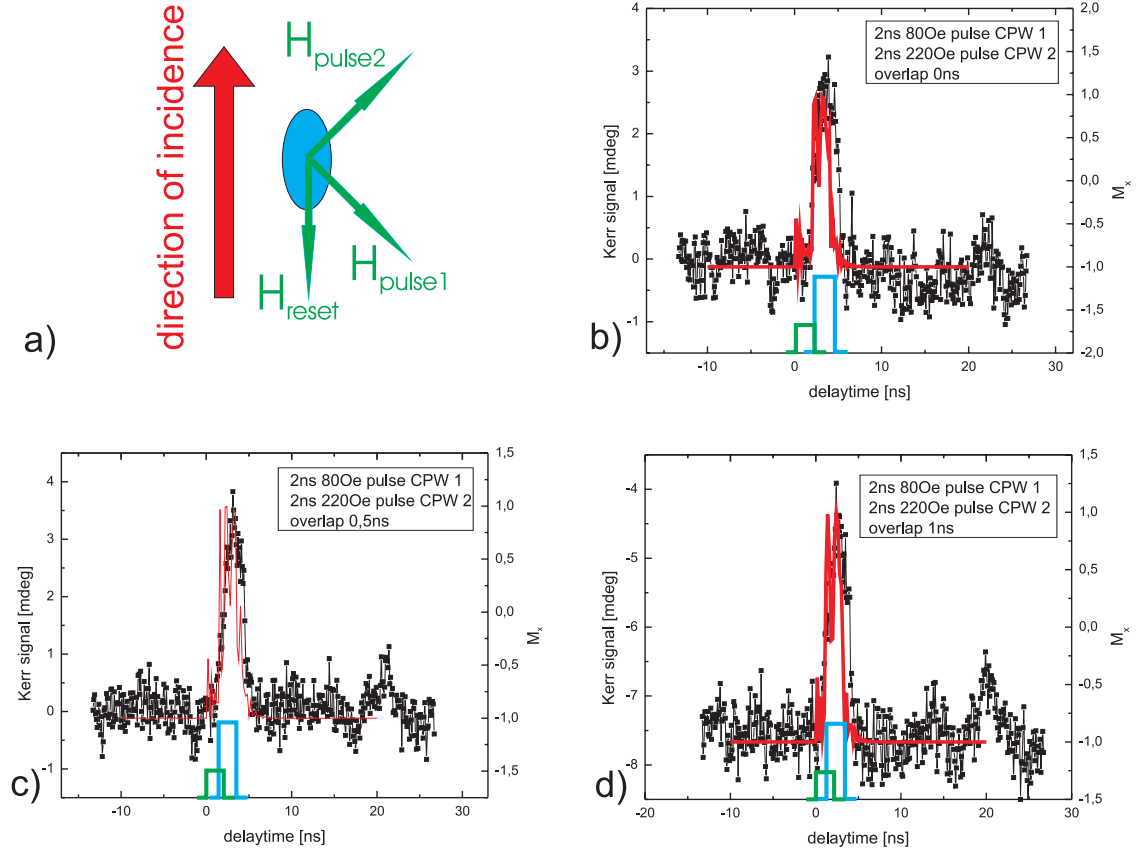 direction of incidence
H pulse2
H pulse1
H reset
a)
2ns 80Oe pulse CPW 1
2ns 220Oe pulse CPW 2
overlap 0ns
4
3
2
1
0
-1
Kerr signal [mdeg]
2,0
1,5
1,0
0,5
0,0
-0,5
-1,0
-1,5
-2,0
Mx
-10 0 10 20 30
delaytime [ns]
b)
2ns 80Oe pulse CPW 1
2ns 220Oe pulse CPW 2
overlap 0,5ns
4
3
2
1
0
-1
Kerr signal [mdeg]
1,5
1,0
0,5
0,0
-0,5
-1,0
-1,5
Mx
-10 0 10 20 30
delaytime [ns]
c)
2ns 80Oe pulse CPW 1
2ns 220Oe pulse CPW 2
overlap 1ns
-4
-5
-6
-7
-8
Kerr signal [mdeg]
1,5
1,0
0,5
0,0
-0,5
-1,0
-1,5
Mx
-20 -10 0 10 20 30
delaytime [ns]
d)